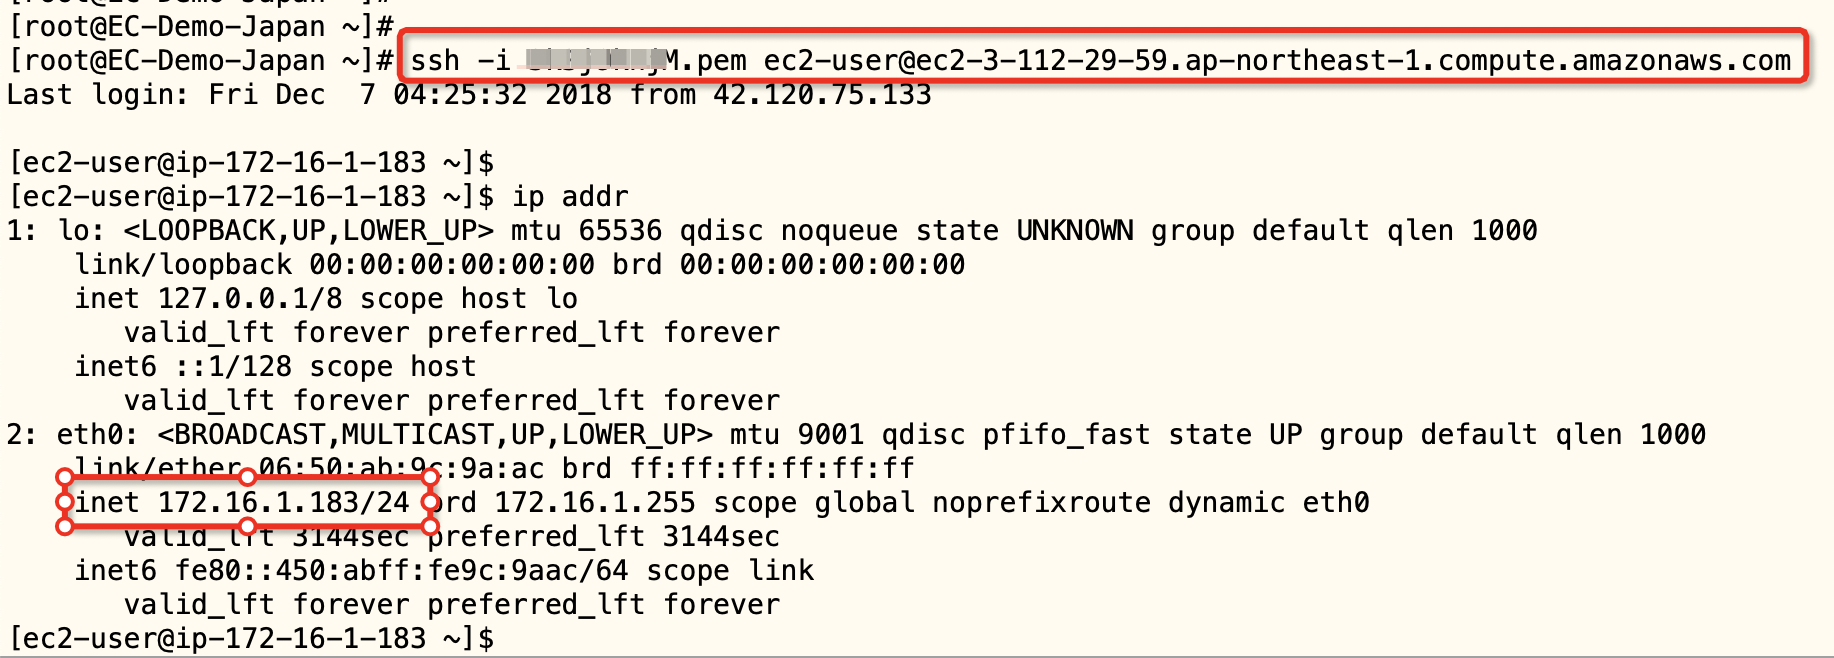 [root@EC-Demo-Japan ~]#
[root@EC-Demo-Japan ~]#
[root@EC-Demo-Japan ~]# ssh -i M.pem ec2-user@ec2-3-112-29-59.ap-northeast-1.compute.amazonaws.com
Last login: Fri Dec  7 04:25:32 2018 from 42.120.75.133
[ec2-user@ip-172-16-1-183 ~]$
[ec2-user@ip-172-16-1-183 ~]$ ip addr
1: lo: <LOOPBACK,UP,LOWER_UP> mtu 65536 qdisc noqueue state UNKNOWN group default qlen 1000
    link/loopback 00:00:00:00:00:00 brd 00:00:00:00:00:00
    inet 127.0.0.1/8 scope host lo
       valid_lft forever preferred_lft forever
    inet6 ::1/128 scope host
       valid_lft forever preferred_lft forever
2: eth0: <BROADCAST,MULTICAST,UP,LOWER_UP> mtu 9001 qdisc pfifo_fast state UP group default qlen 1000
    link/ether 06:50:ab:9c:9a:ac brd ff:ff:ff:ff:ff:ff
    inet 172.16.1.183/24 brd 172.16.1.255 scope global noprefixroute dynamic eth0
       valid_lft 3144sec preferred_lft 3144sec
    inet6 fe80::450:abff:fe9c:9aac/64 scope link
       valid_lft forever preferred_lft forever
[ec2-user@ip-172-16-1-183 ~]$